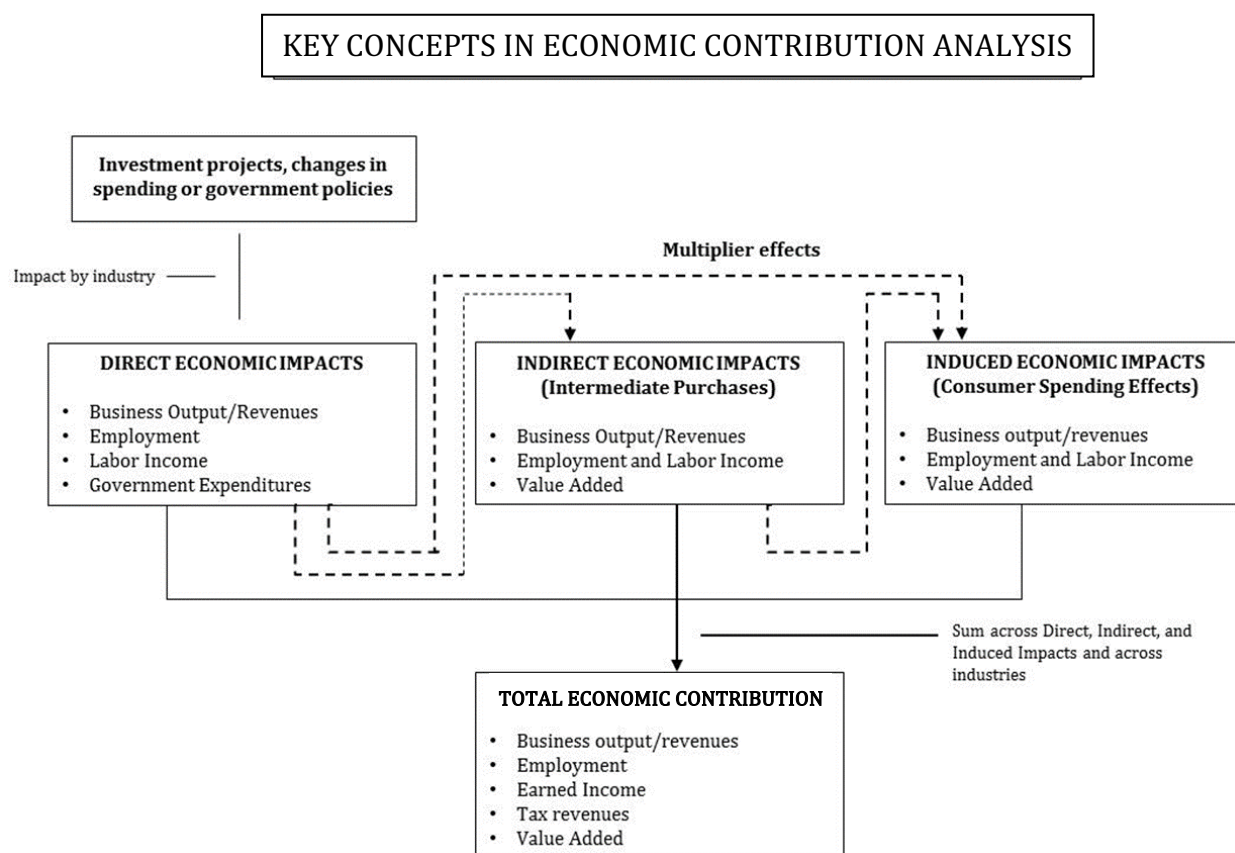 KEY CONCEPTS IN ECONOMIC CONTRIBUTION ANALYSIS
Investment projects, changes in
spending or government policies
Impact by industry
Multiplier effects
DIRECT ECONOMIC IMPACTS
• Business Output/Revenues
• Employment
• Labor Income
• Government Expenditures
INDIRECT ECONOMIC IMPACTS
(Intermediate Purchases)
• Business Output/Revenues
• Employment and Labor Income
• Value Added
INDUCED ECONOMIC IMPACTS
(Consumer Spending Effects)
• Business output/revenues
• Employment and Labor Income
• Value Added
Sum across Direct, Indirect, and
Induced Impacts and across
industries
TOTAL ECONOMIC CONTRIBUTION
• Business output/revenues
• Employment
• Earned Income
• Tax revenues
• Value Added